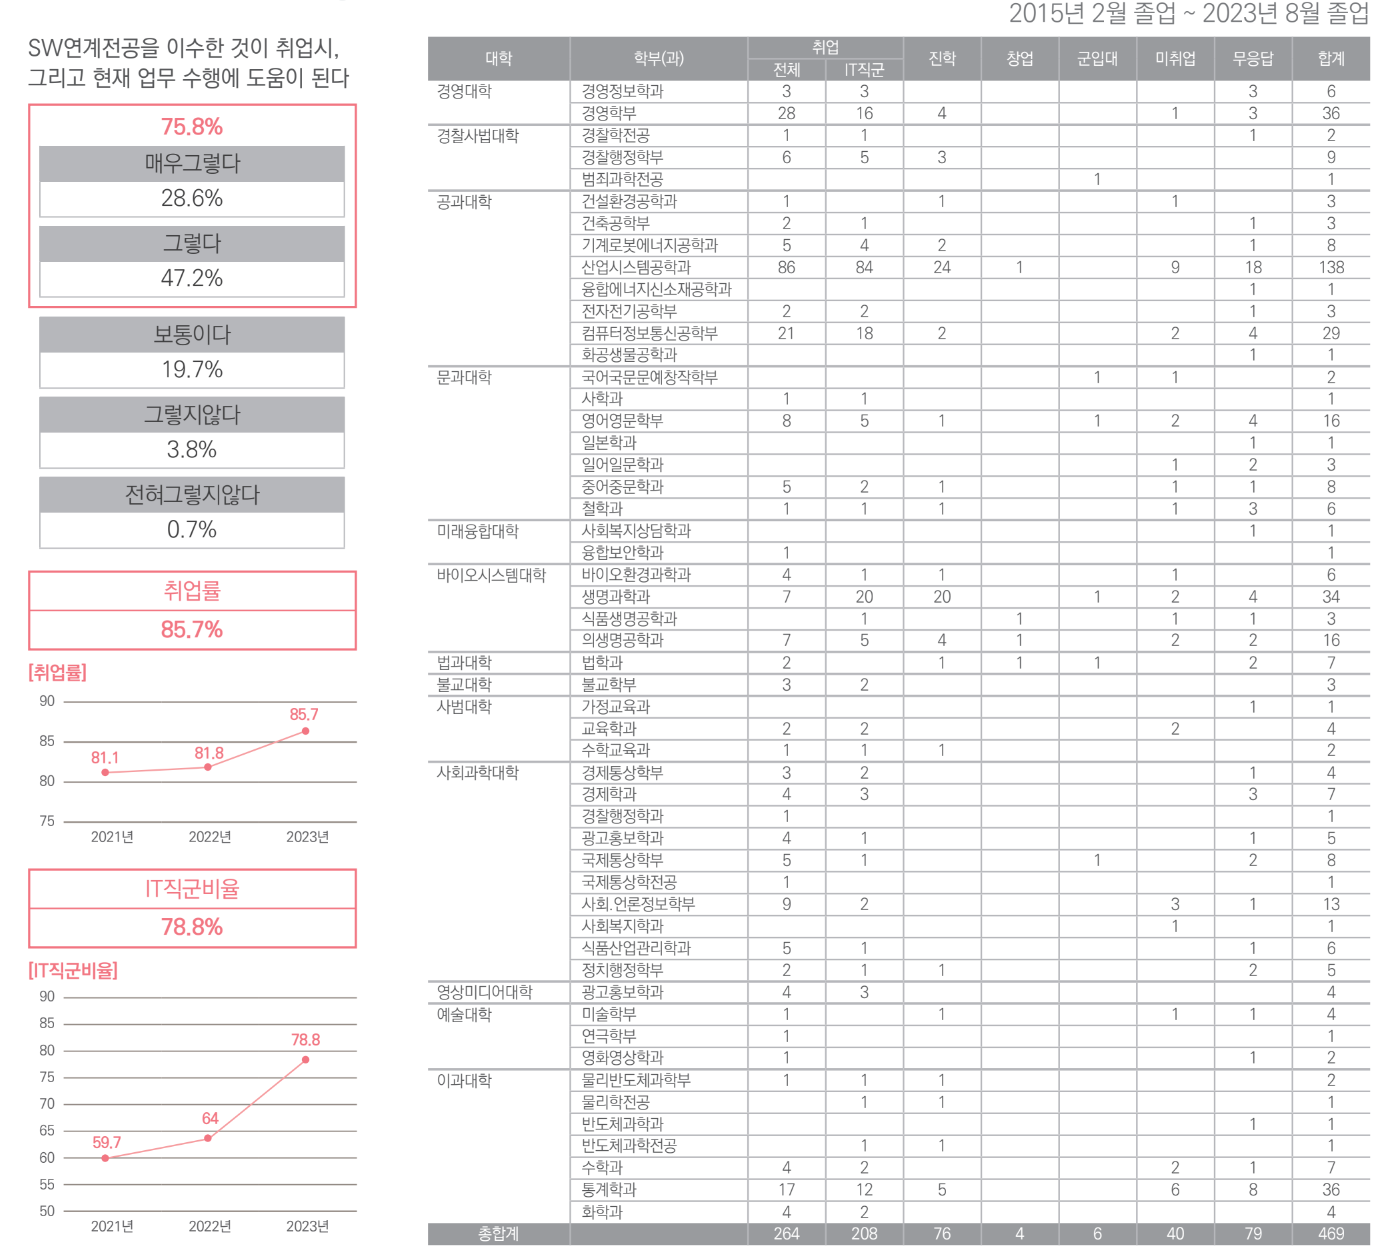 2015년 2월 졸업 ~ 2023년 8월 졸업
SW연계전공을 이수한 것이 취업시,
그리고 현재 업무 수행에 도움이 된다
75.8%
매우그렇다
28.6%
그렇다
47.2%
보통이다
19.7%
그렇지않다
3.8%
전혀그렇지않다
0.7%
취업률
85.7%
[취업률]
90
85.7
85
81.1 81.8
80
75
2021년 2022년 2023년
IT직군비율
78.8%
[IT직군비율]
90
85
80
78.8
75
70
65
64
60
59.7
55
50
2021년 2022년 2023년
대학 학부(과) 취업 진학 창업 군입대 미취업 무응답 합계
전체 IT직군
경영대학 경영정보학과 3 3 3 6
경영학부 28 16 4 1 3 36
경찰사법대학 경찰학전공 1 1 1 2
경찰행정학부 6 5 3 9
범죄과학전공 1 1
공과대학 건설환경공학과 1 1 1 3
건축공학부 2 1 1 3
기계로봇에너지공학과 5 4 2 1 8
산업시스템공학과 86 84 24 1 9 18 138
융합에너지신소재공학과 1 1
전자전기공학부 2 2 1 3
컴퓨터정보통신공학부 21 18 2 2 4 29
화공생물공학과 1 1
문과대학 국어국문문예창작학부 1 1 2
사학과 1 1 1
영어영문학부 8 5 1 1 2 4 16
일본학과 1 1
일어일문학과 1 2 3
중어중문학과 5 2 1 1 1 8
철학과 1 1 1 1 3 6
미래융합대학 사회복지상담학과 1 1
융합보안학과 1 1
바이오시스템대학 바이오환경과학과 4 1 1 1 6
생명과학과 7 20 20 1 2 4 34
식품생명공학과 1 1 1 1 3
의생명공학과 7 5 4 1 2 2 16
법과대학 법학과 2 1 1 1 2 7
불교대학 불교학부 3 2 3
사범대학 가정교육과 1 1
교육학과 2 2 2 4
수학교육과 1 1 1 2
사회과학대학 경제통상학부 3 2 1 4
경제학과 4 3 3 7
경찰행정학과 1 1
광고홍보학과 4 1 1 5
국제통상학부 5 1 1 2 8
국제통상학전공 1 1
사회.언론정보학부 9 2 3 1 13
사회복지학과 1 1
식품산업관리학과 5 1 1 6
정치행정학부 2 1 1 2 5
영상미디어대학 광고홍보학과 4 3 4
예술대학 미술학부 1 1 1 1 4
연극학부 1 1
영화영상학과 1 1 2
이과대학 물리반도체과학부 1 1 1 2
물리학전공 1 1 1
반도체과학과 1 1
반도체과학전공 1 1 1
수학과 4 2 2 1 7
통계학과 17 12 5 6 8 36
화학과 4 2 4
총합계 264 208 76 4 6 40 79 469